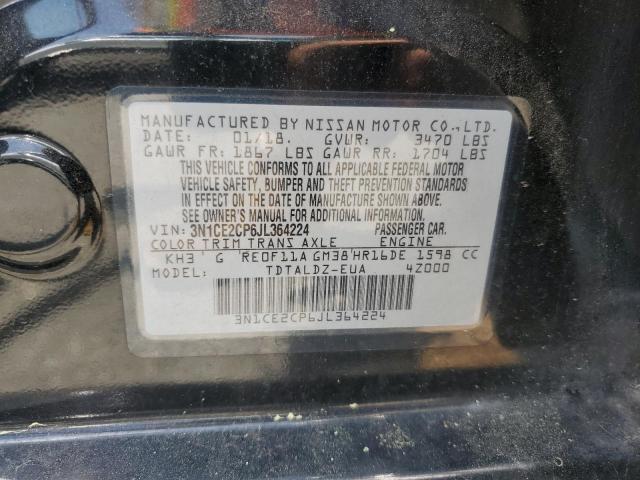 MANUFACTURED BY NISSAN MOTOR CO.,LTD.
DATE: 01/18. GVWR: 3470 LBS
GAWR FR: 1867 LBS GAWR RR: 1704 LBS
THIS VEHICLE CONFORMS TO ALL APPLICABLE FEDERAL MOTOR
VEHICLE SAFETY, BUMPER AND THEFT PREVENTION STANDARDS
IN EFFECT ON THE DATE OF MANUFACTURE SHOWN ABOVE.
SEE OWNER'S MANUAL FOR ADDITIONAL INFORMATION.
VIN: 3N1CE2CP6JL364224 PASSENGER CAR.
COLOR TRIM TRANS AXLE ENGINE
KH3 G RE0F11A GM38 HR16DE 1598 CC
MODEL: TDTALDZ-EUA 4Z000
3N1CE2CP6JL364224